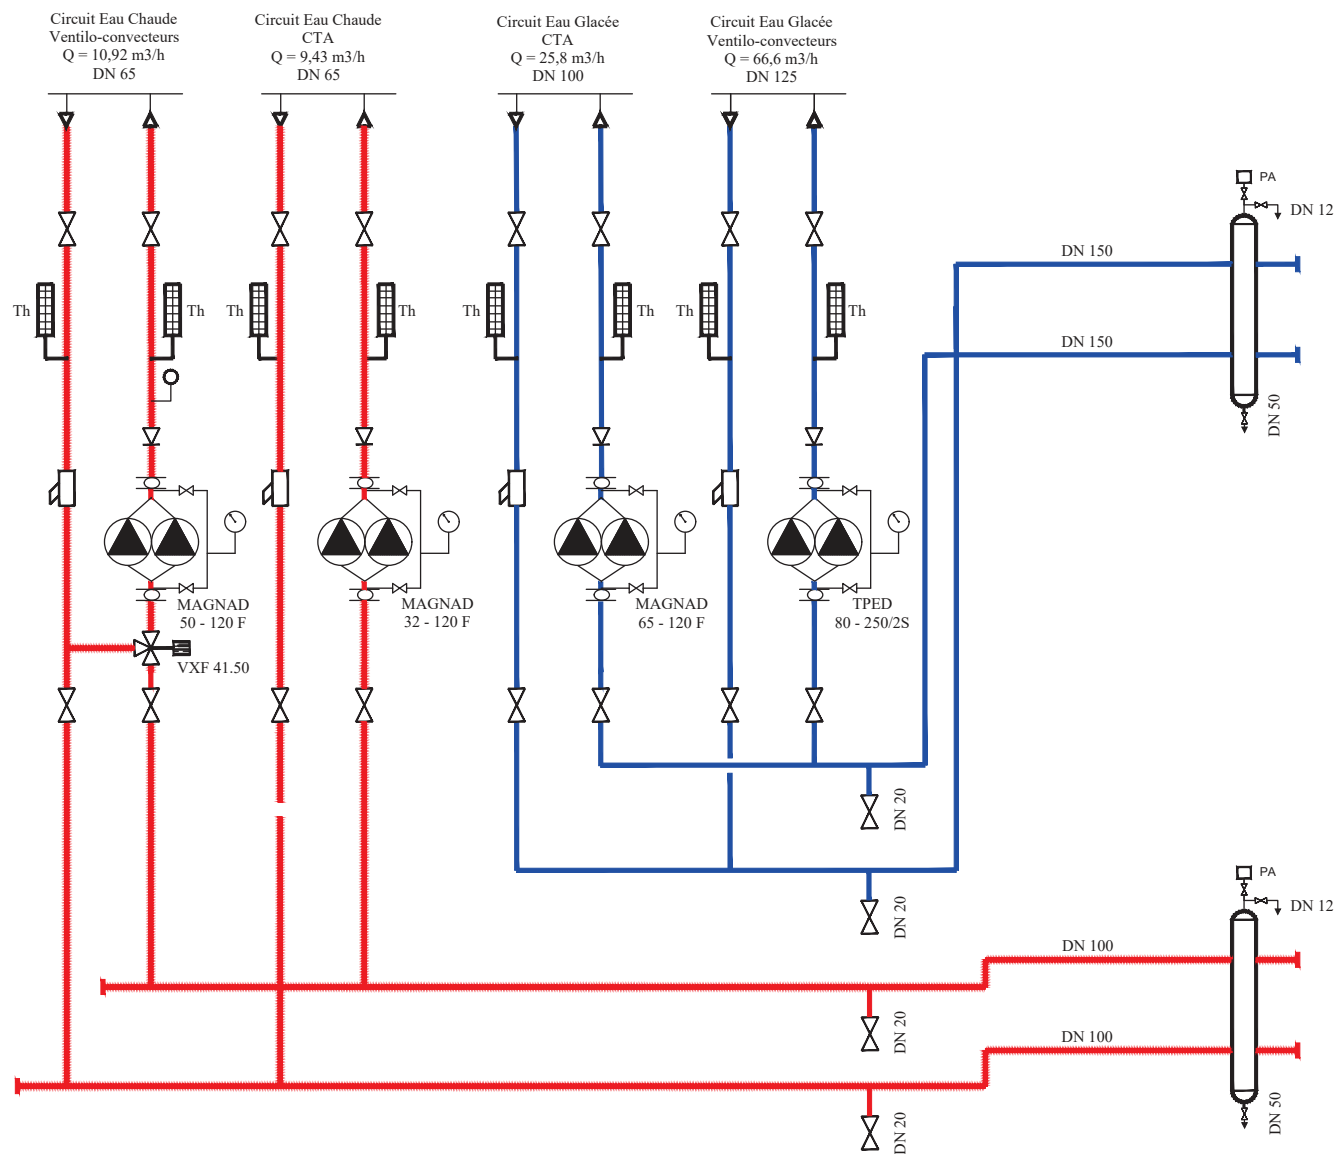 Circuit Eau Chaude
Ventilo-convecteurs
Q = 10,92 m3/h
DN 65
Circuit Eau Chaude
CTA
Q = 9,43 m3/h
DN 65
Circuit Eau Glacée
CTA
Q = 25,8 m3/h
DN 100
Circuit Eau Glacée
Ventilo-convecteurs
Q = 66,6 m3/h
DN 125
PA
DN 12
DN 150
Th
Th
Th
Th
Th
Th
Th
Th
DN 150
DN 50
MAGNAD
50 - 120 F
MAGNAD
32 - 120 F
MAGNAD
65 - 120 F
TPED
80 - 250/2S
VXF 41.50
DN 20
DN 20
PA
DN 12
DN 100
DN 20
DN 100
DN 50
DN 20